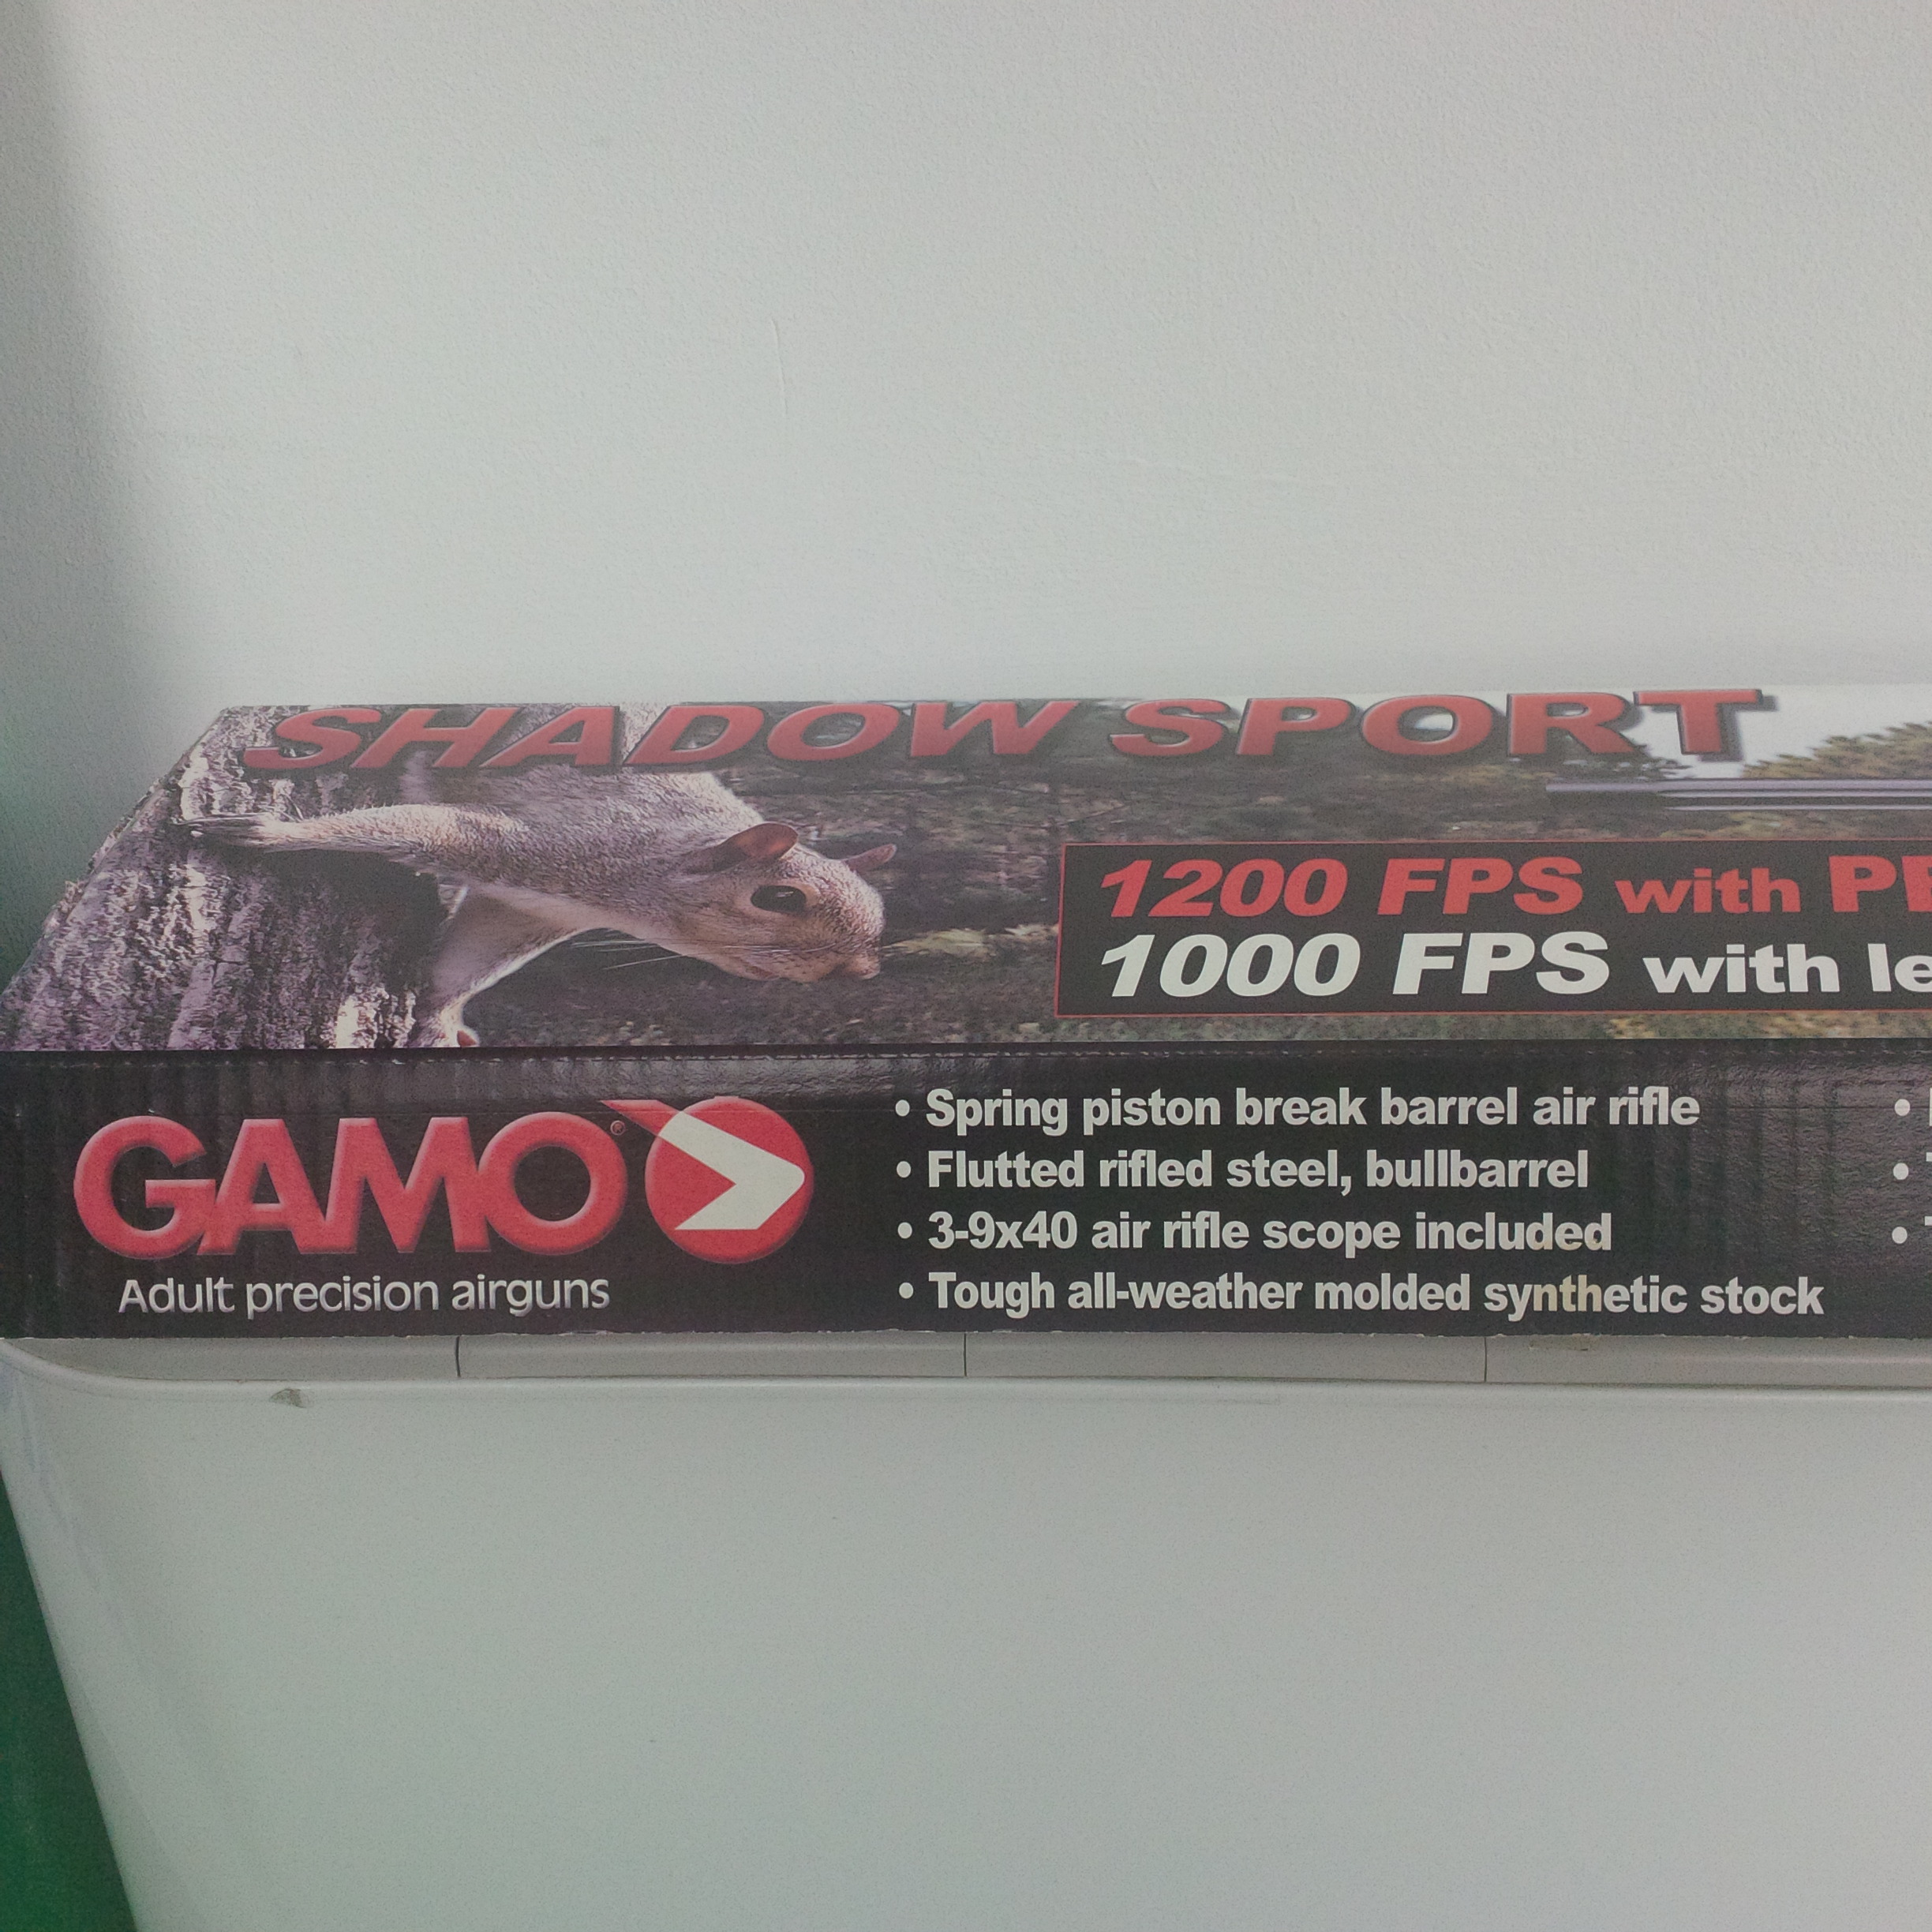 SHADOW SPORT
1200 FPS with
1000 FPS with
GAMO®
Adult precision airguns
• Spring piston break barrel air rifle
• Flutted rifled steel, bullbarrel
• 3-9x40 air rifle scope included
• Tough all-weather molded synthetic stock